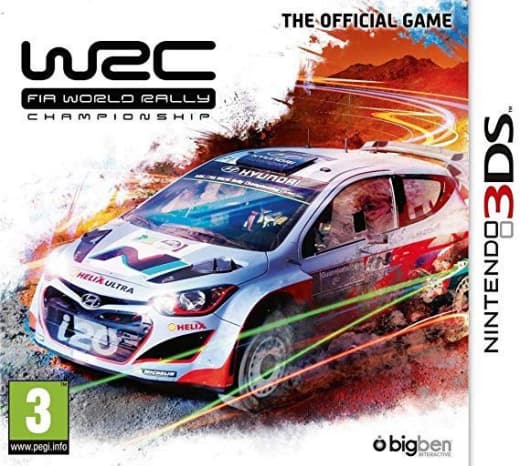 THE OFFICIAL GAME
WRC
FIA WORLD RALLY
CHAMPIONSHIP
NINTENDO 3DS™
HYUNDAI
HELIX ULTRA
HELIX
i20
MICHELIN
3
www.pegi.info
bigben
INTERACTIVE